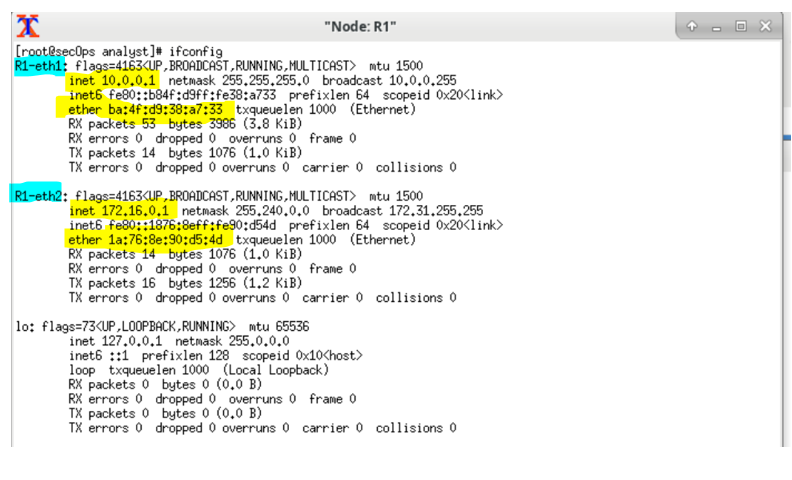 "Node: R1"
[root@secOps analyst]# ifconfig
R1-eth1: flags=4163<UP,BROADCAST,RUNNING,MULTICAST> mtu 1500
inet 10.0.0.1 netmask 255.255.255.0 broadcast 10.0.0.255
inet6 fe80::b84f:d9ff:fe38:a733 prefixlen 64 scopeid 0x20<link>
ether ba:4f:d9:38:a7:33 txqueuelen 1000 (Ethernet)
RX packets 53 bytes 3986 (3.8 KiB)
RX errors 0 dropped 0 overruns 0 frame 0
TX packets 14 bytes 1076 (1.0 KiB)
TX errors 0 dropped 0 overruns 0 carrier 0 collisions 0
R1-eth2: flags=4163<UP,BROADCAST,RUNNING,MULTICAST> mtu 1500
inet 172.16.0.1 netmask 255.240.0.0 broadcast 172.31.255.255
inet6 fe80::1876:8eff:fe90:d54d prefixlen 64 scopeid 0x20<link>
ether 1a:76:8e:90:d5:4d txqueuelen 1000 (Ethernet)
RX packets 14 bytes 1076 (1.0 KiB)
RX errors 0 dropped 0 overruns 0 frame 0
TX packets 16 bytes 1256 (1.2 KiB)
TX errors 0 dropped 0 overruns 0 carrier 0 collisions 0
lo: flags=73<UP,LOOPBACK,RUNNING> mtu 65536
inet 127.0.0.1 netmask 255.0.0.0
inet6 ::1 prefixlen 128 scopeid 0x10<host>
loop txqueuelen 1000 (Local Loopback)
RX packets 0 bytes 0 (0.0 B)
RX errors 0 dropped 0 overruns 0 frame 0
TX packets 0 bytes 0 (0.0 B)
TX errors 0 dropped 0 overruns 0 carrier 0 collisions 0